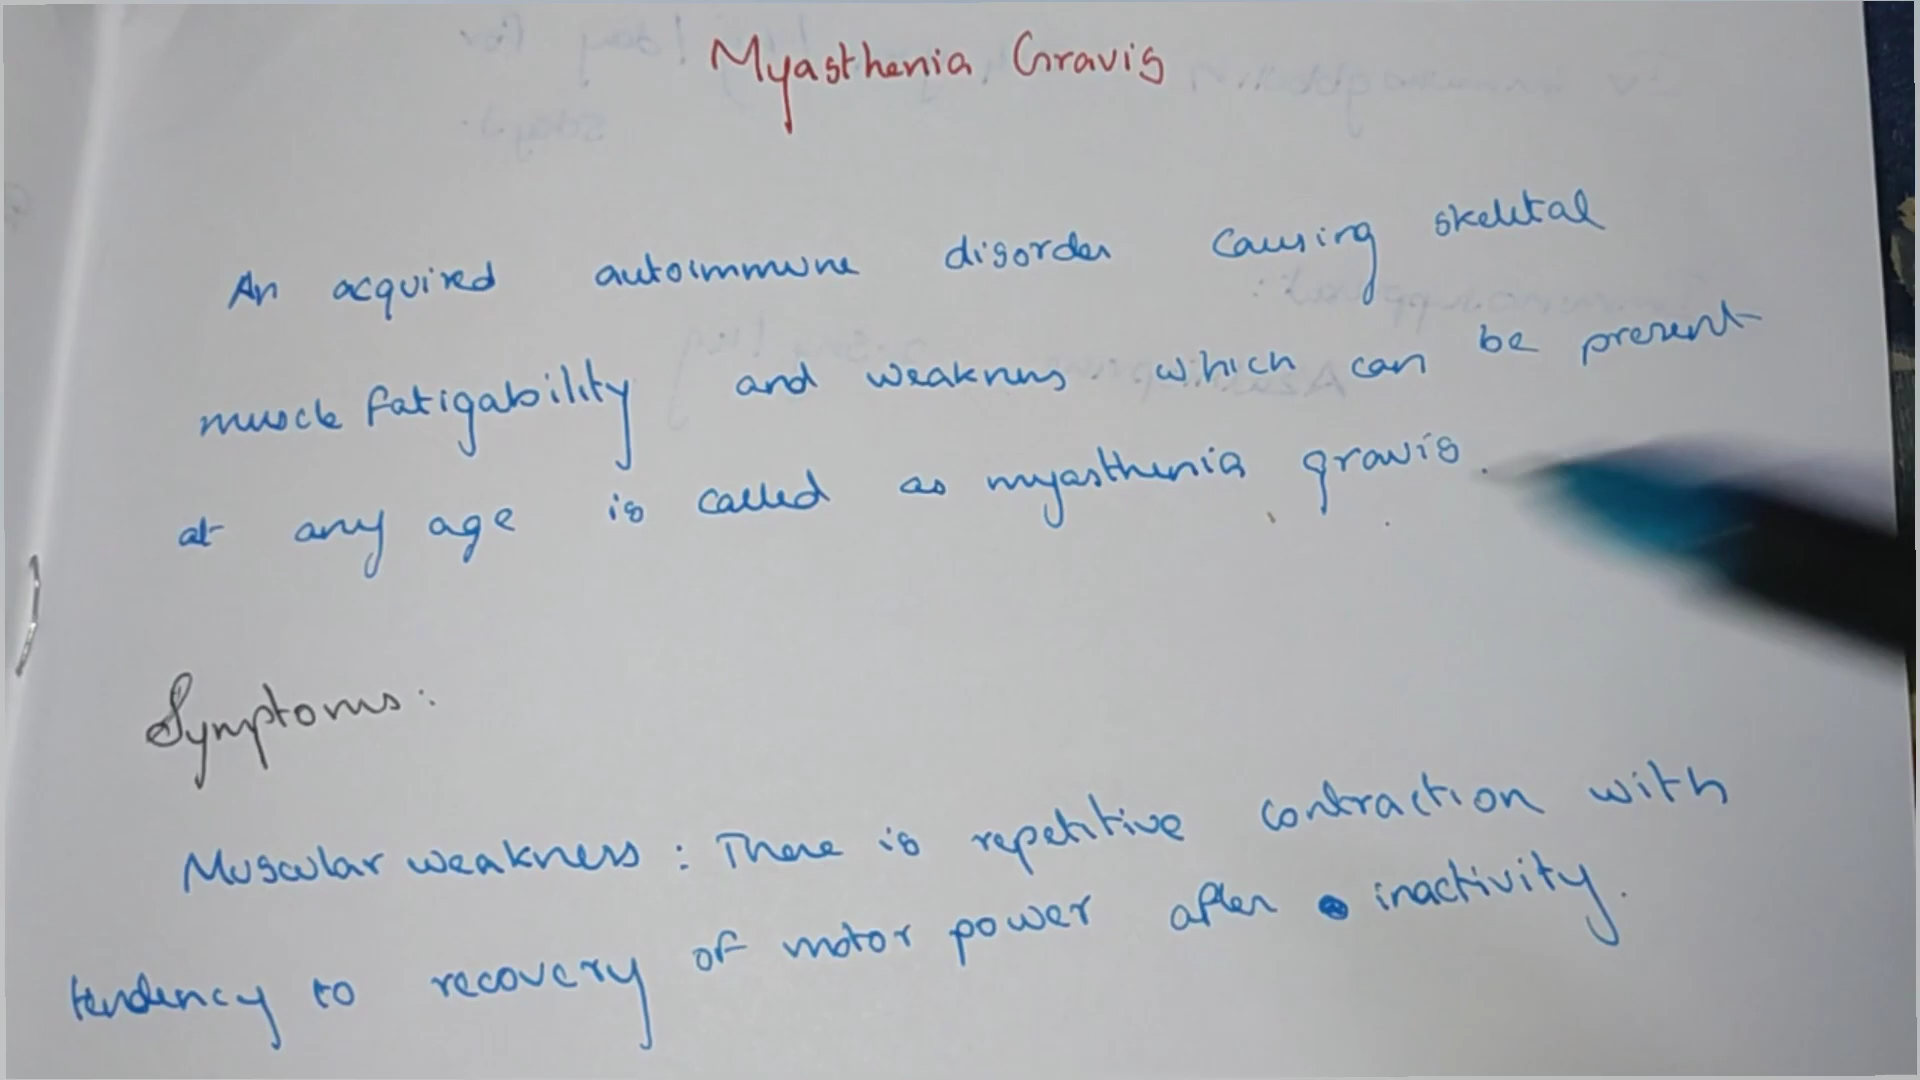 Myasthenia Gravis
An acquired autoimmune disorder causing skeletal
muscle fatigability and weakness which can be present
at any age is called as myasthenia gravis.
Symptoms:
Muscular weakness: There is repetitive contraction with
tendency to recovery of motor power after inactivity.